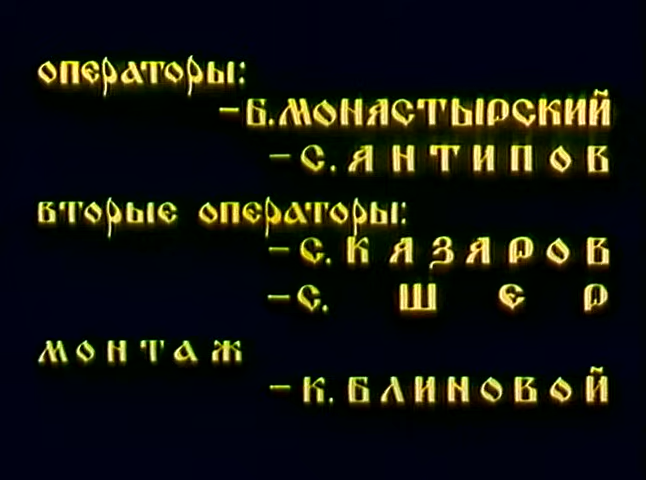 операторы:
– Б. МОНАСТЫРСКИЙ
– С. АНТИПОВ
вторые операторы:
– С. КАЗАРОВ
– С. ШЕР
монтаж
– К. БЛИНОВОЙ